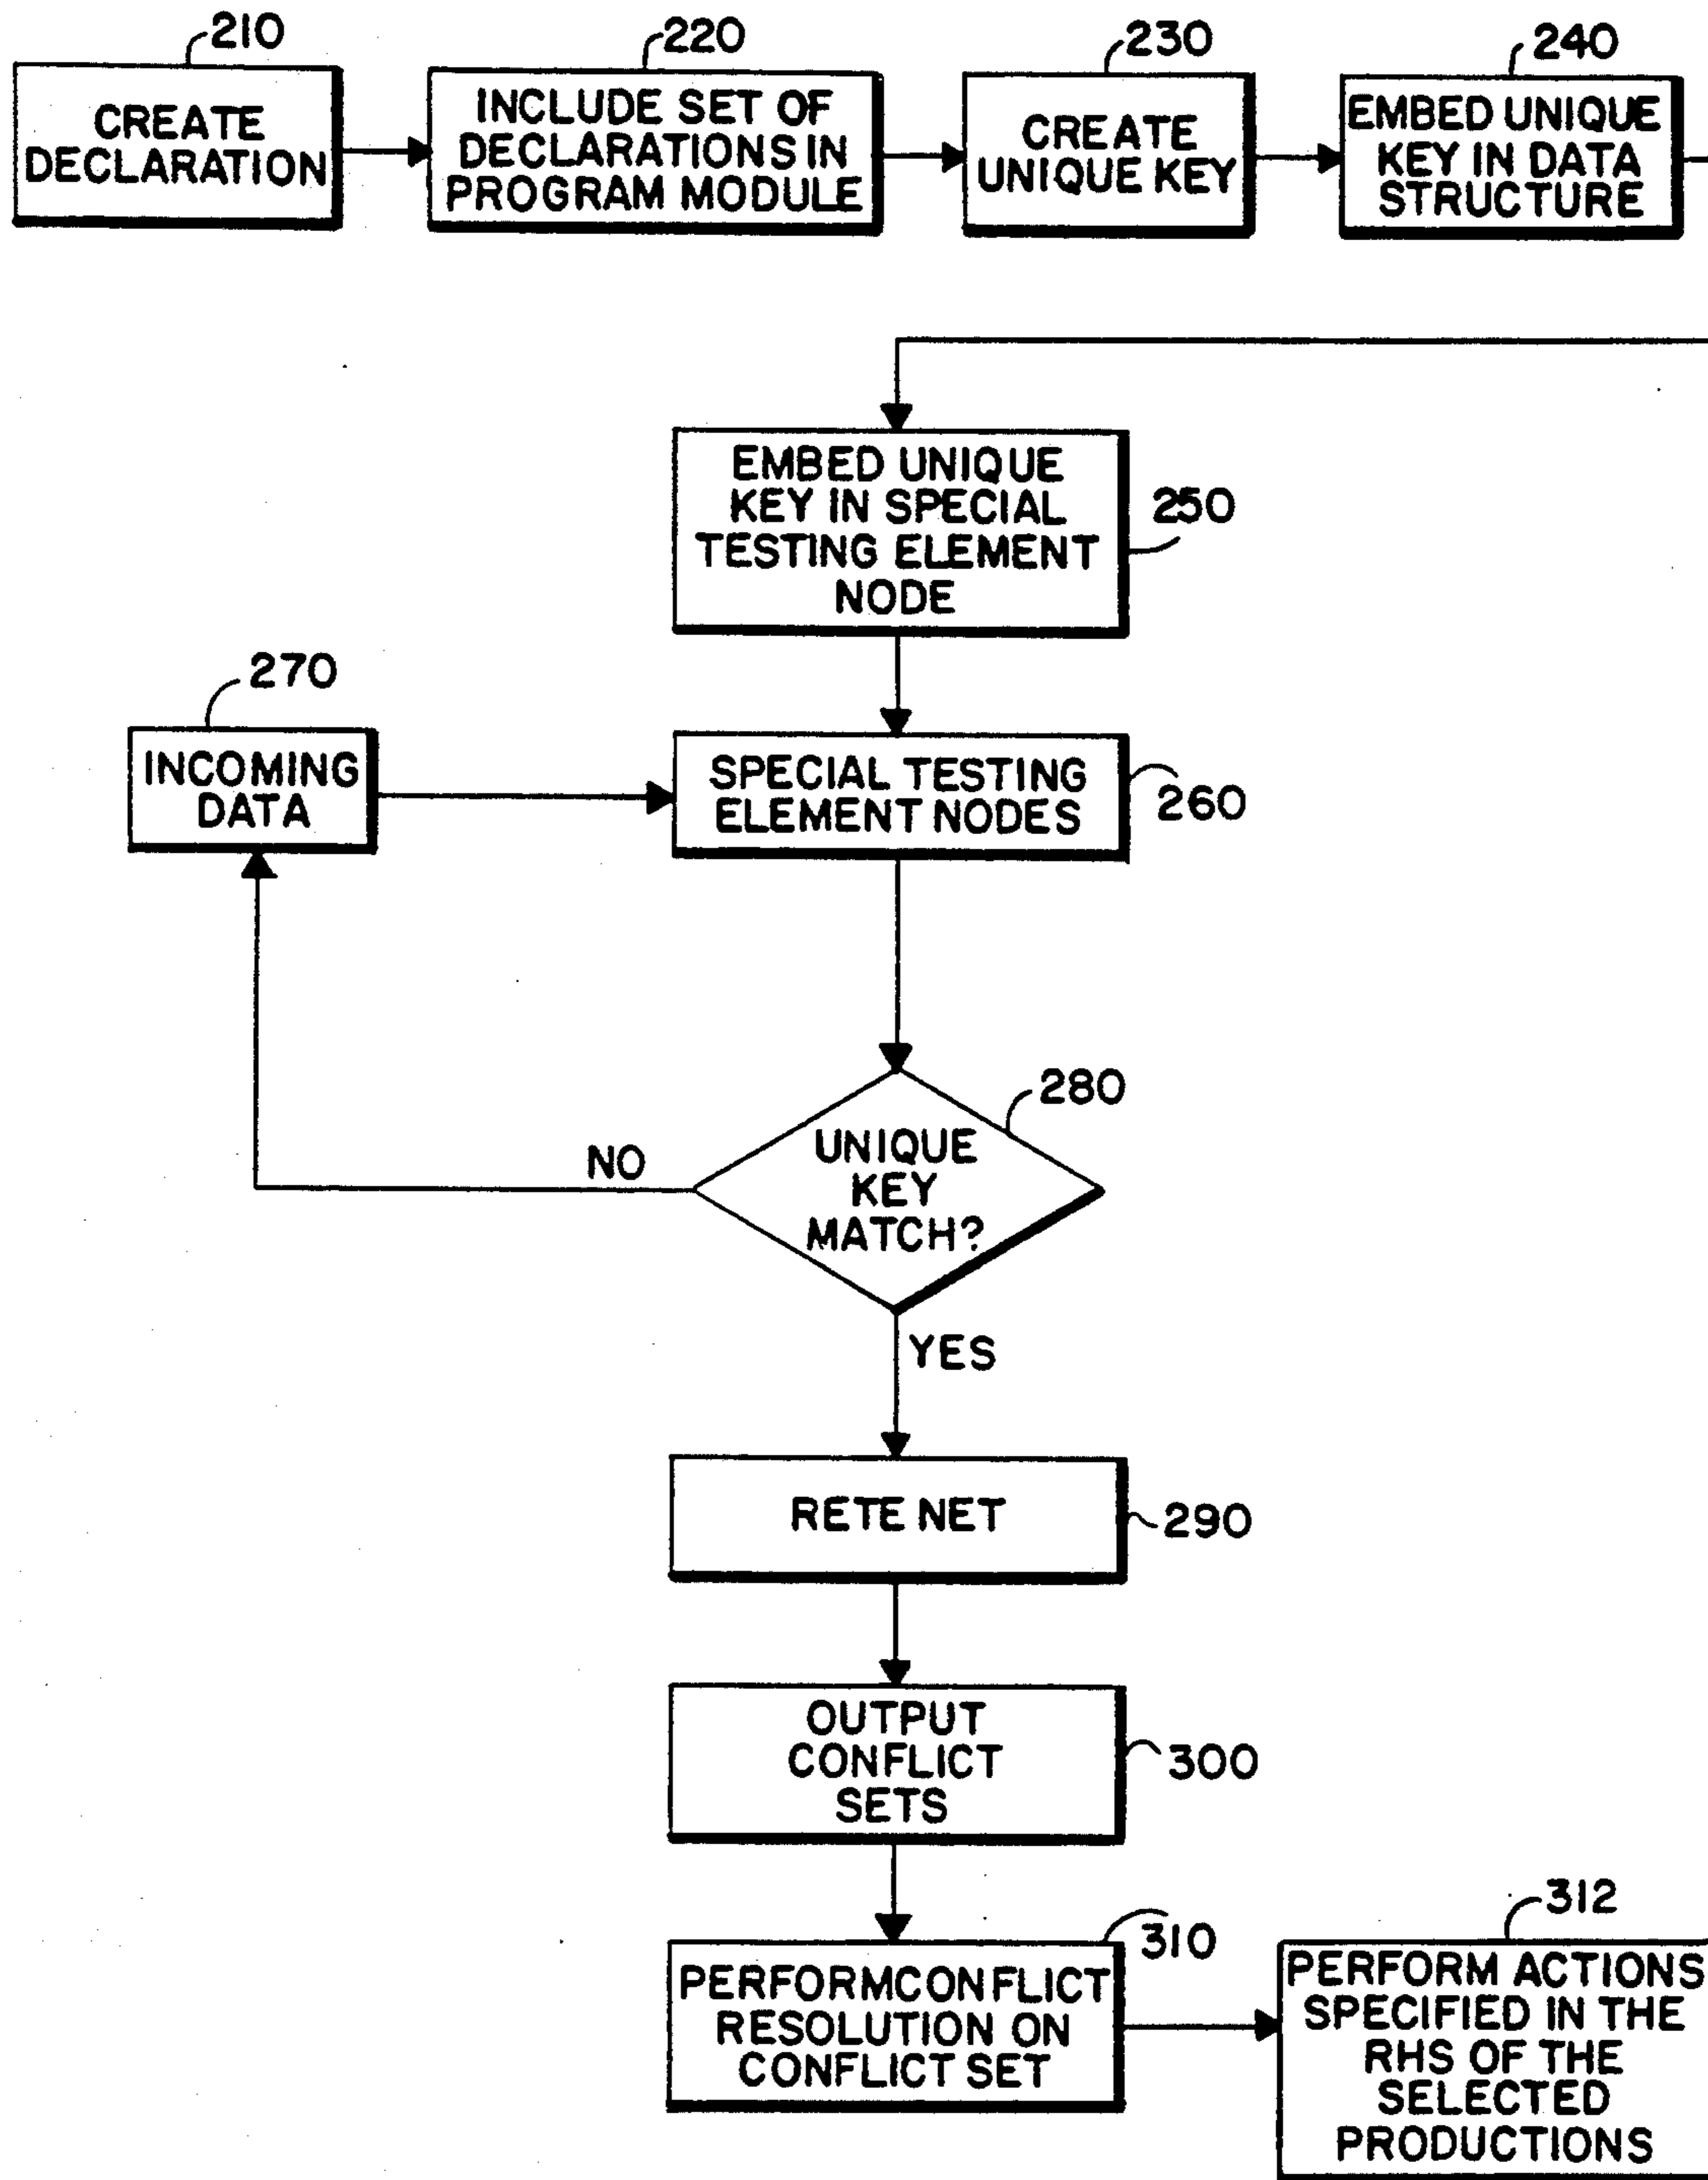 210
CREATE
DECLARATION
220
INCLUDE SET OF
DECLARATIONS IN
PROGRAM MODULE
230
CREATE
UNIQUE KEY
240
EMBED UNIQUE
KEY IN DATA
STRUCTURE
EMBED UNIQUE
KEY IN SPECIAL
TESTING ELEMENT
NODE
250
270
INCOMING
DATA
SPECIAL TESTING
ELEMENT NODES
260
280
UNIQUE
KEY
MATCH?
NO
YES
RETE NET
290
OUTPUT
CONFLICT
SETS
300
310
PERFORMCONFLICT
RESOLUTION ON
CONFLICT SET
312
PERFORM ACTIONS
SPECIFIED IN THE
RHS OF THE
SELECTED
PRODUCTIONS